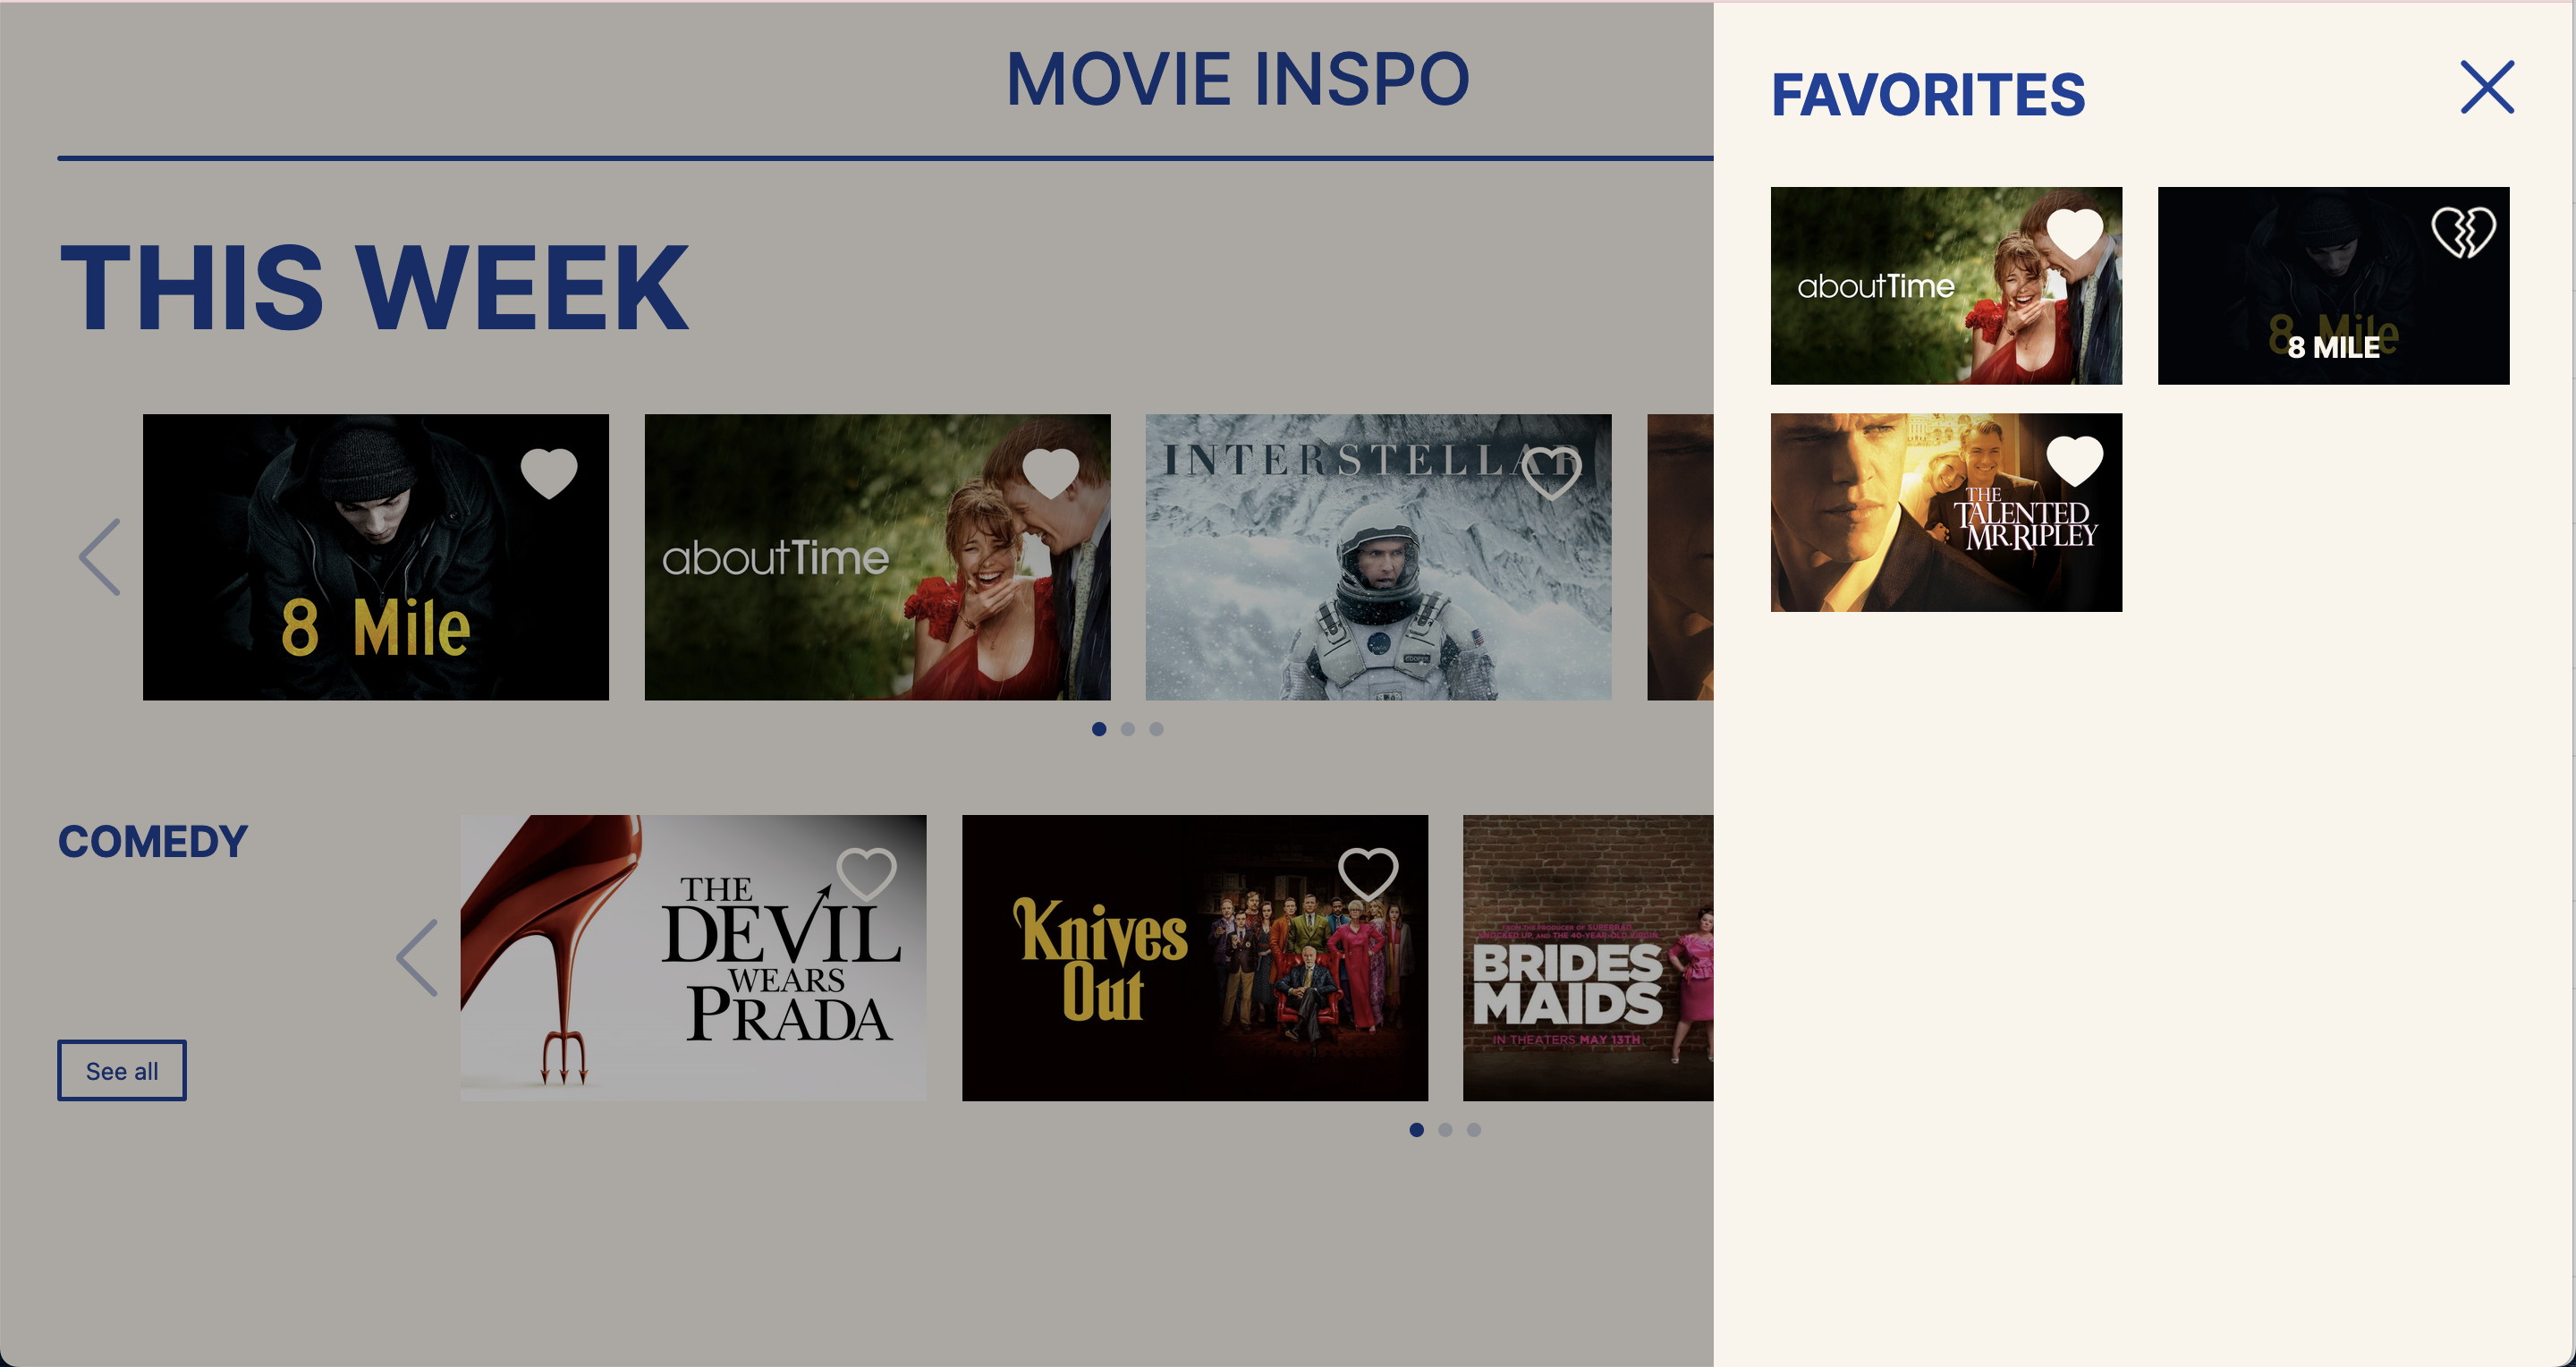 MOVIE INSPO
THIS WEEK
8 Mile
aboutTime
INTERSTELLAR
COMEDY
See all
THE
DEVIL
WEARS
PRADA
Knives
Out
FROM THE PRODUCER OF SUPERBAD,
KNOCKED UP, AND THE 40-YEAR-OLD VIRGIN
BRIDES
MAIDS
IN THEATERS MAY 13TH
FAVORITES
aboutTime
8 Mile
8 MILE
THE
TALENTED
MR. RIPLEY